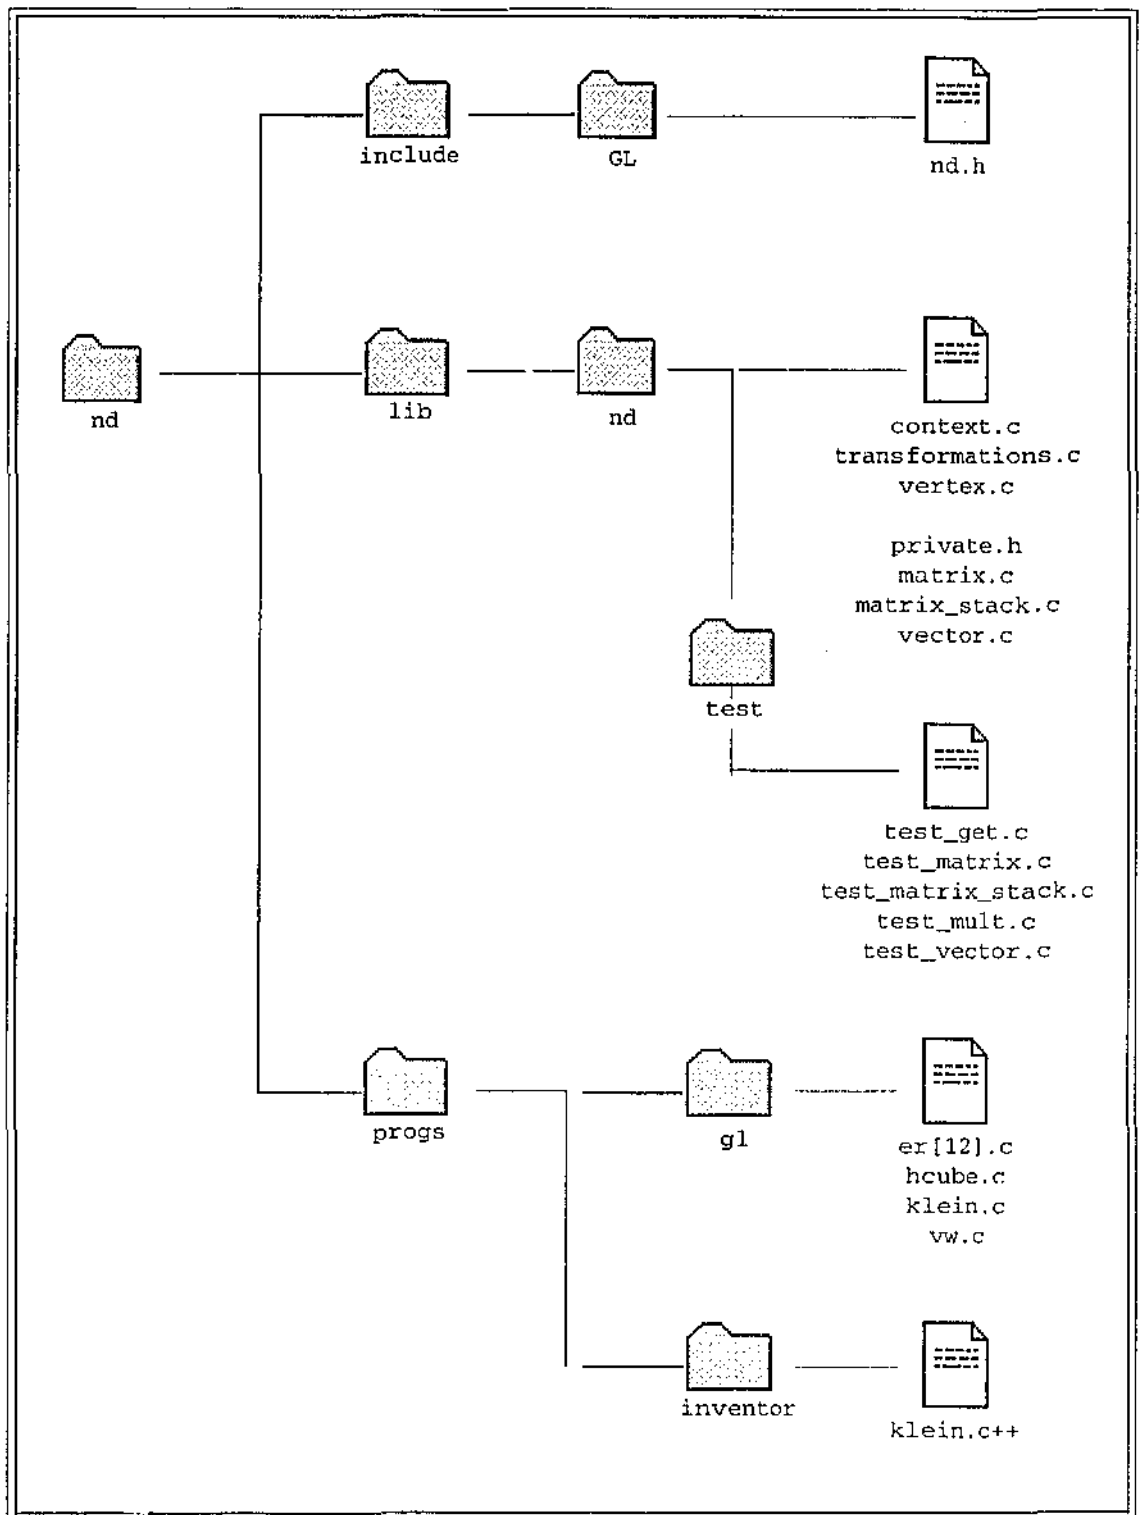 include
GL
nd.h
nd
lib
nd
context.c
transformations.c
vertex.c
private.h
matrix.c
matrix_stack.c
vector.c
test
test_get.c
test_matrix.c
test_matrix_stack.c
test_mult.c
test_vector.c
progs
gl
er[12].c
hcube.c
klein.c
vw.c
inventor
klein.c++